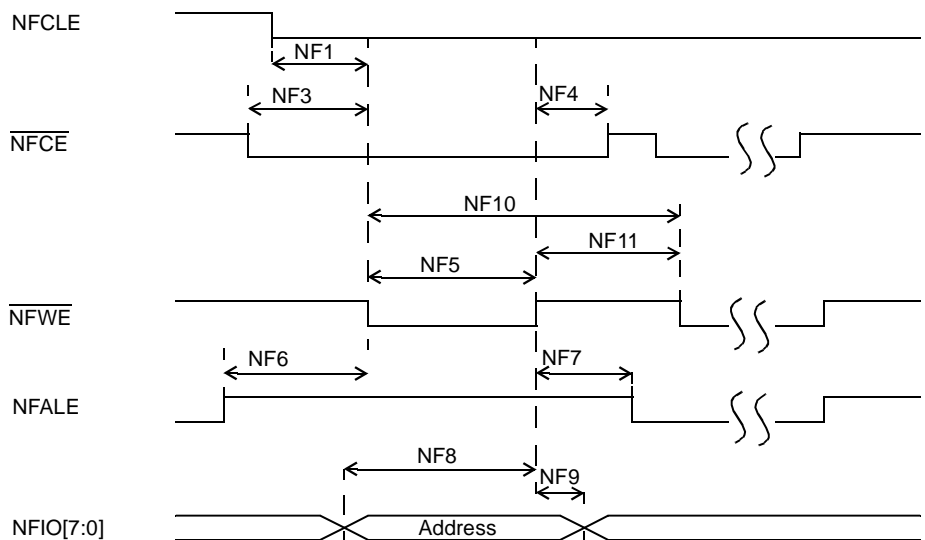 NFCLE
NF1
NF3
NF4
NFCE
NF10
NF11
NF5
NFWE
NF6
NF7
NFALE
NF8
NF9
NFIO[7:0]
Address